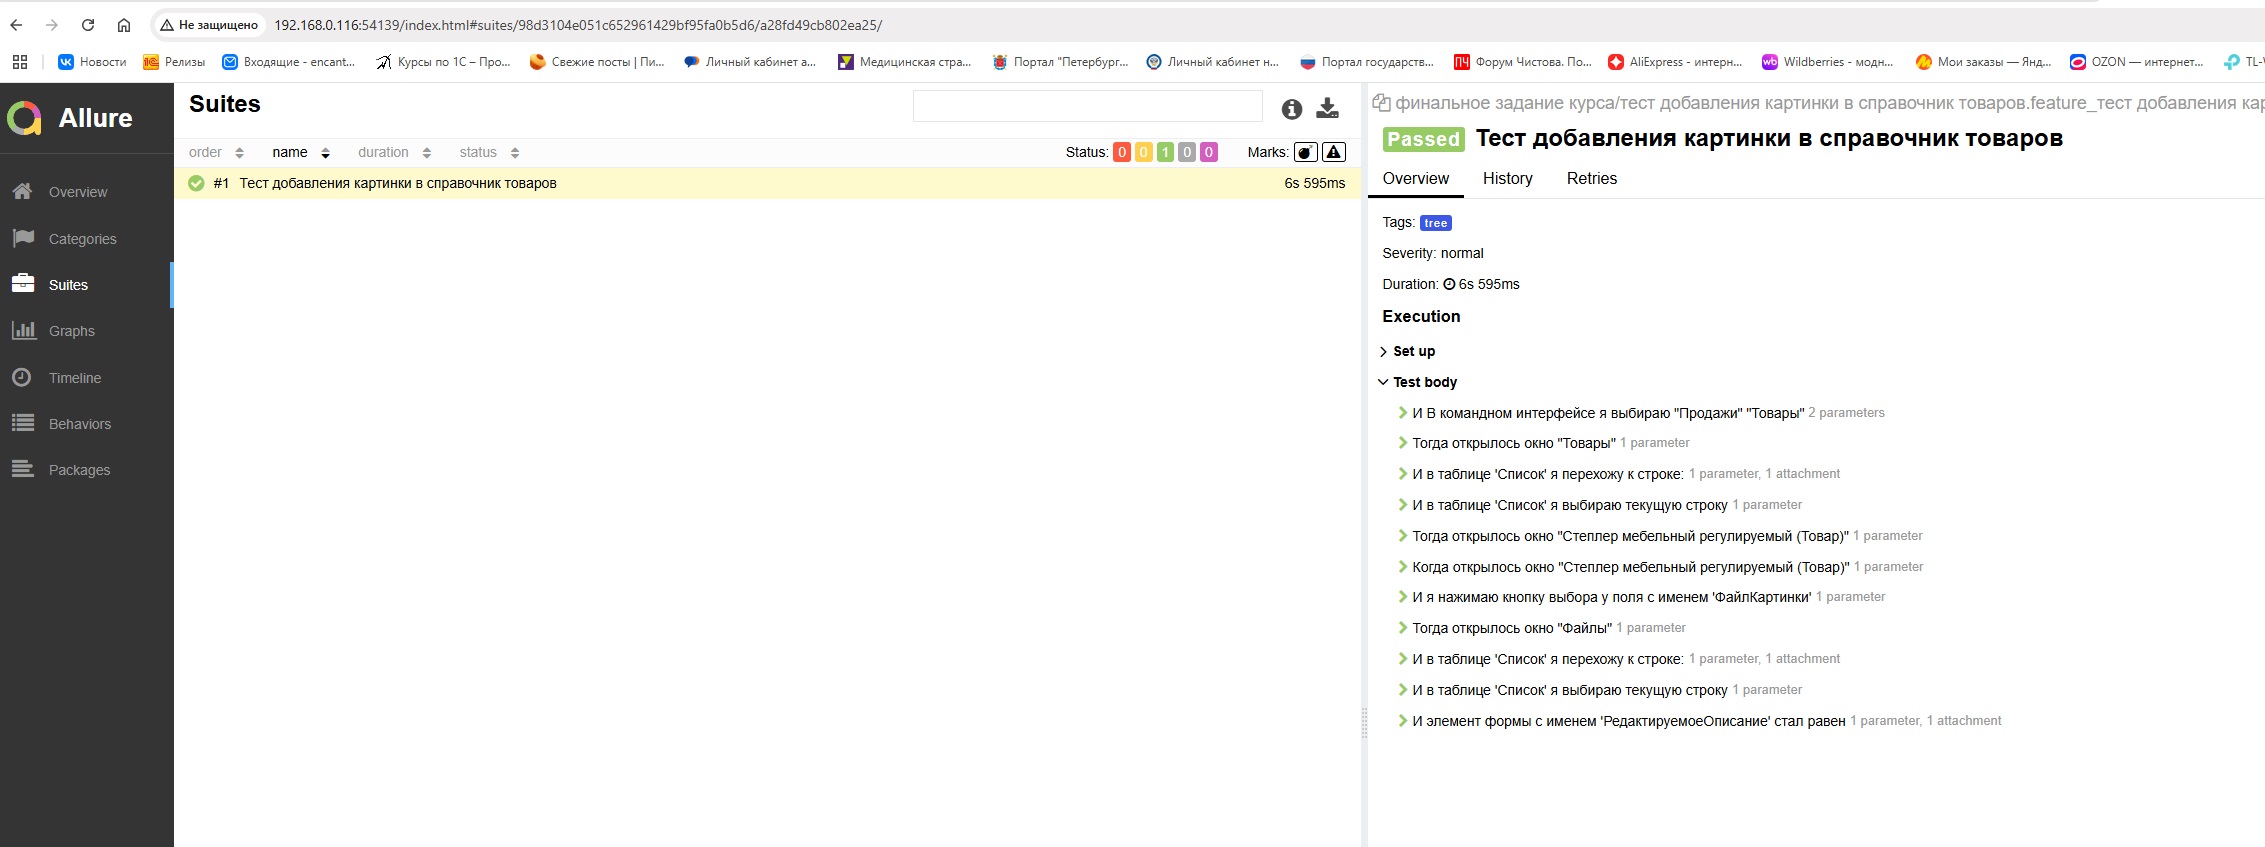 Не защищено 192.168.0.116:54139/index.html#suites/98d3104e051c652961429bf95fa0b5d6/a28fd49cb802ea25/
Новости Релизы Входящие - encant... Курсы по 1С – Про... Свежие посты | Пи... Личный кабинет а... Медицинская стра... Портал "Петербург... Личный кабинет н... Портал государств... ПЧ Форум Чистова. По... AliExpress - интерн... wb Wildberries - модн... Мои заказы — Янд... OZON — интернет... TL-
Allure
Overview
Categories
Suites
Graphs
Timeline
Behaviors
Packages
Suites
order name duration status Status: 0 0 1 0 0 Marks:
#1 Тест добавления картинки в справочник товаров 6s 595ms
финальное задание курса/тест добавления картинки в справочник товаров.feature_тест добавления кар
Passed Тест добавления картинки в справочник товаров
Overview History Retries
Tags: tree
Severity: normal
Duration: 6s 595ms
Execution
Set up
Test body
И В командном интерфейсе я выбираю "Продажи" "Товары" 2 parameters
Тогда открылось окно "Товары" 1 parameter
И в таблице 'Список' я перехожу к строке: 1 parameter, 1 attachment
И в таблице 'Список' я выбираю текущую строку 1 parameter
Тогда открылось окно "Степлер мебельный регулируемый (Товар)" 1 parameter
Когда открылось окно "Степлер мебельный регулируемый (Товар)" 1 parameter
И я нажимаю кнопку выбора у поля с именем 'ФайлКартинки' 1 parameter
Тогда открылось окно "Файлы" 1 parameter
И в таблице 'Список' я перехожу к строке: 1 parameter, 1 attachment
И в таблице 'Список' я выбираю текущую строку 1 parameter
И элемент формы с именем 'РедактируемоеОписание' стал равен 1 parameter, 1 attachment